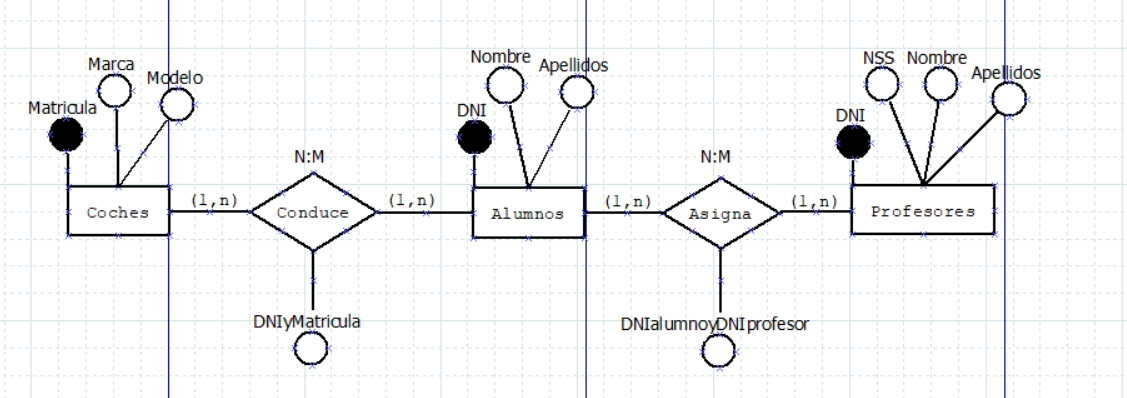 Marca
Modelo
Matricula
Nombre
Apellidos
DNI
NSS
Nombre
Apellidos
DNI
N:M
N:M
Coches
(1,n)
Conduce
(1,n)
Alumnos
(1,n)
Asigna
(1,n)
Profesores
DNIyMatricula
DNIalumnoyDNIprofesor